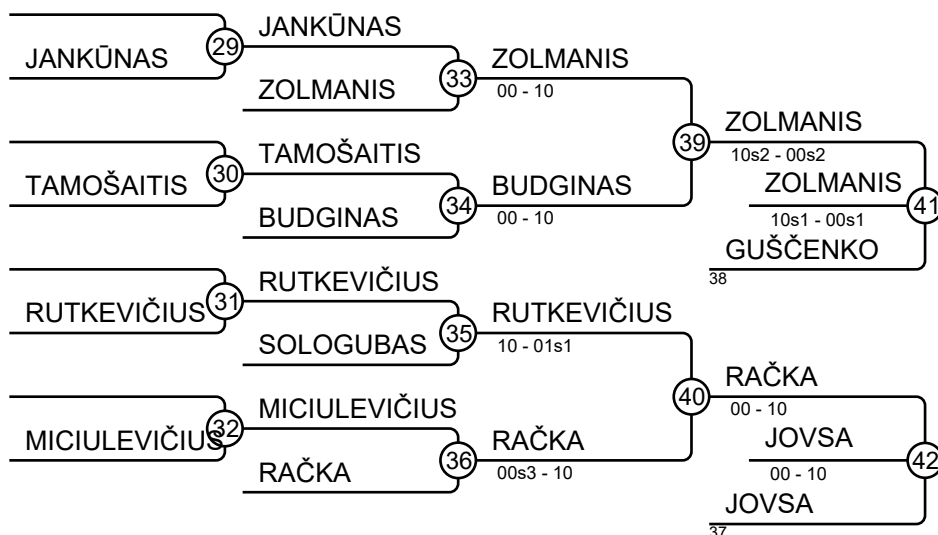 JANKŪNAS
29
JANKŪNAS
ZOLMANIS
33
ZOLMANIS
00 - 10
TAMOŠAITIS
30
TAMOŠAITIS
BUDGINAS
34
BUDGINAS
00 - 10
39
ZOLMANIS
10s2 - 00s2
ZOLMANIS
10s1 - 00s1
41
GUŠČENKO
38
RUTKEVIČIUS
31
RUTKEVIČIUS
SOLOGUBAS
35
RUTKEVIČIUS
10 - 01s1
MICIULEVIČIUS
32
MICIULEVIČIUS
RAČKA
36
RAČKA
00s3 - 10
40
RAČKA
00 - 10
JOVSA
00 - 10
42
JOVSA
37